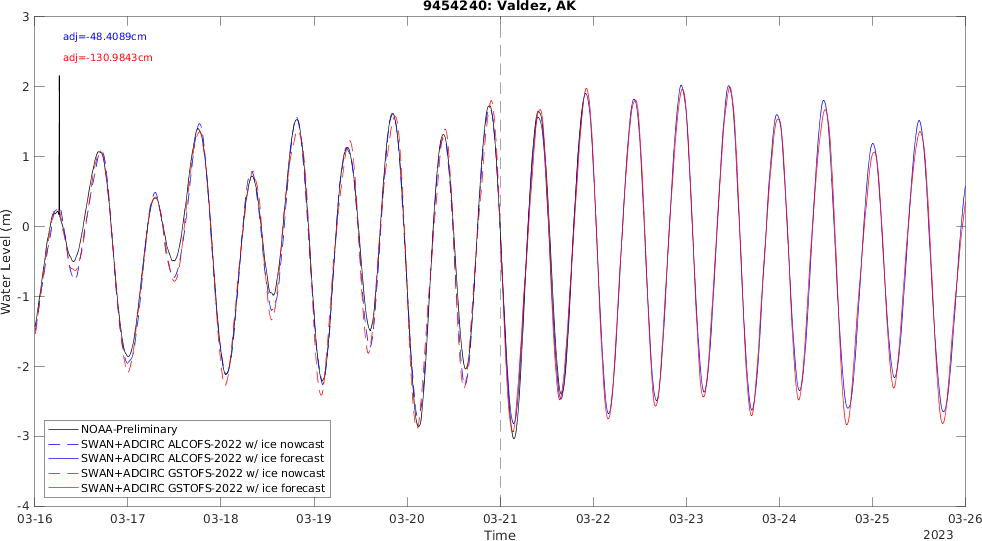 9454240: Valdez, AK
adj=-48.4089cm
adj=-130.9843cm
3
2
1
0
-1
-2
-3
-4
Water Level (m)
NOAA-Preliminary
SWAN+ADCIRC ALCOFS-2022 w/ ice nowcast
SWAN+ADCIRC ALCOFS-2022 w/ ice forecast
SWAN+ADCIRC GSTOFS-2022 w/ ice nowcast
SWAN+ADCIRC GSTOFS-2022 w/ ice forecast
03-16 03-17 03-18 03-19 03-20 03-21 03-22 03-23 03-24 03-25 03-26
Time
2023